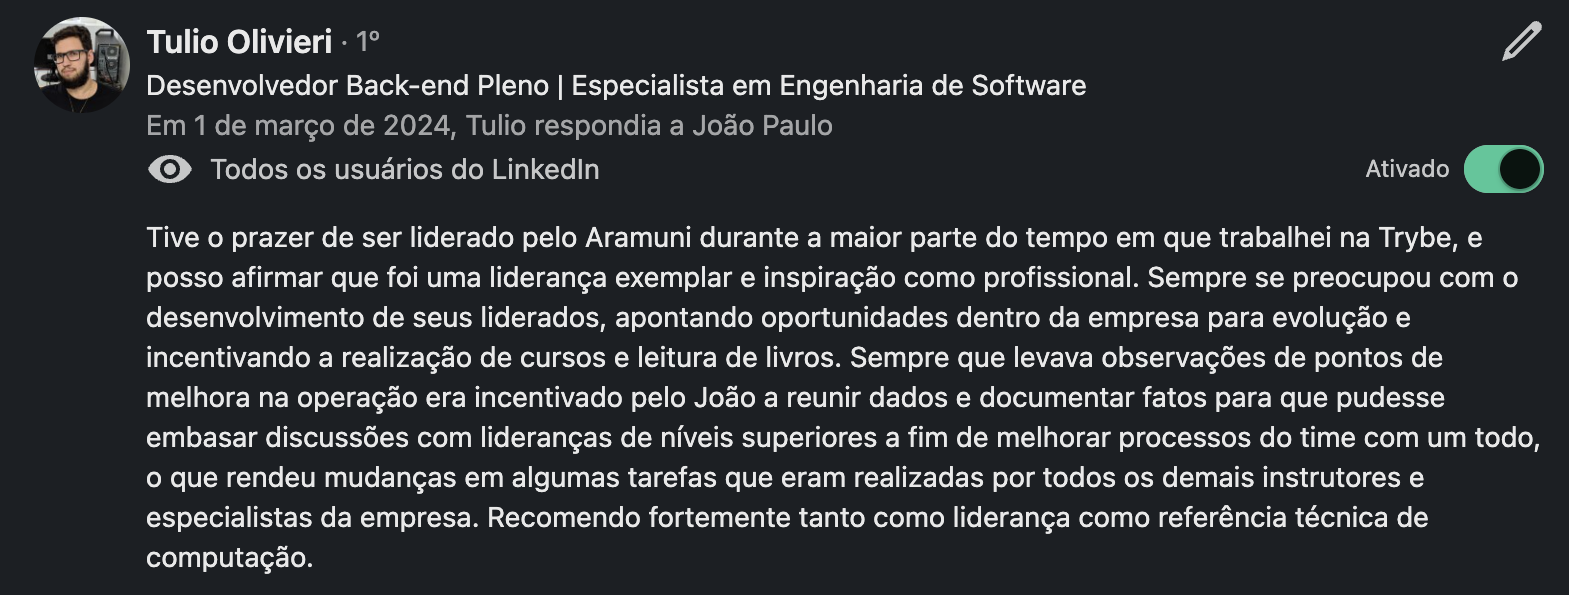 Tulio Olivieri · 1º
Desenvolvedor Back-end Pleno | Especialista em Engenharia de Software
Em 1 de março de 2024, Tulio respondia a João Paulo
Todos os usuários do LinkedIn
Ativado
Tive o prazer de ser liderado pelo Aramuni durante a maior parte do tempo em que trabalhei na Trybe, e
posso afirmar que foi uma liderança exemplar e inspiração como profissional. Sempre se preocupou com o
desenvolvimento de seus liderados, apontando oportunidades dentro da empresa para evolução e
incentivando a realização de cursos e leitura de livros. Sempre que levava observações de pontos de
melhora na operação era incentivado pelo João a reunir dados e documentar fatos para que pudesse
embasar discussões com lideranças de níveis superiores a fim de melhorar processos do time com um todo,
o que rendeu mudanças em algumas tarefas que eram realizadas por todos os demais instrutores e
especialistas da empresa. Recomendo fortemente tanto como liderança como referência técnica de
computação.